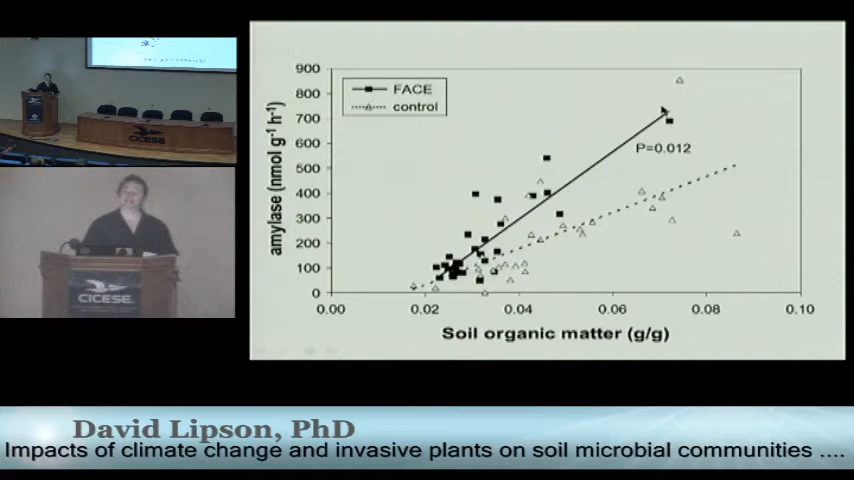 900
800
700
600
500
400
300
200
100
0
amylase (nmol g⁻¹ h⁻¹)
FACE
control
P=0.012
0.00 0.02 0.04 0.06 0.08 0.10
Soil organic matter (g/g)
CICESE
CICESE
David Lipson, PhD
Impacts of climate change and invasive plants on soil microbial communities ....